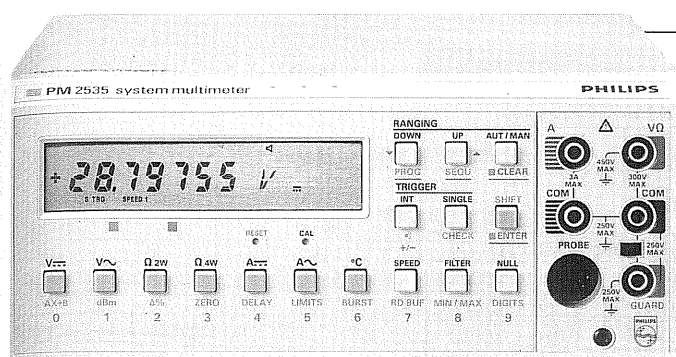 PM 2535 system multimeter
PHILIPS
+28.79755 V
S TRG SPEED 1
RESET CAL
V V Ω 2W Ω 4W A A °C
AX+B dBm Δ% ZERO DELAY LIMITS BURST
0 1 2 3 4 5 6
RANGING
DOWN UP AUT / MAN
PROG SEQU CLEAR
TRIGGER
INT SINGLE SHIFT
+/− CHECK ENTER
SPEED FILTER NULL
RD BUF MIN / MAX DIGITS
7 8 9
A VΩ
3A MAX
450V MAX
300V MAX
COM COM
250V MAX
PROBE
250V MAX
250V MAX
GUARD
PHILIPS